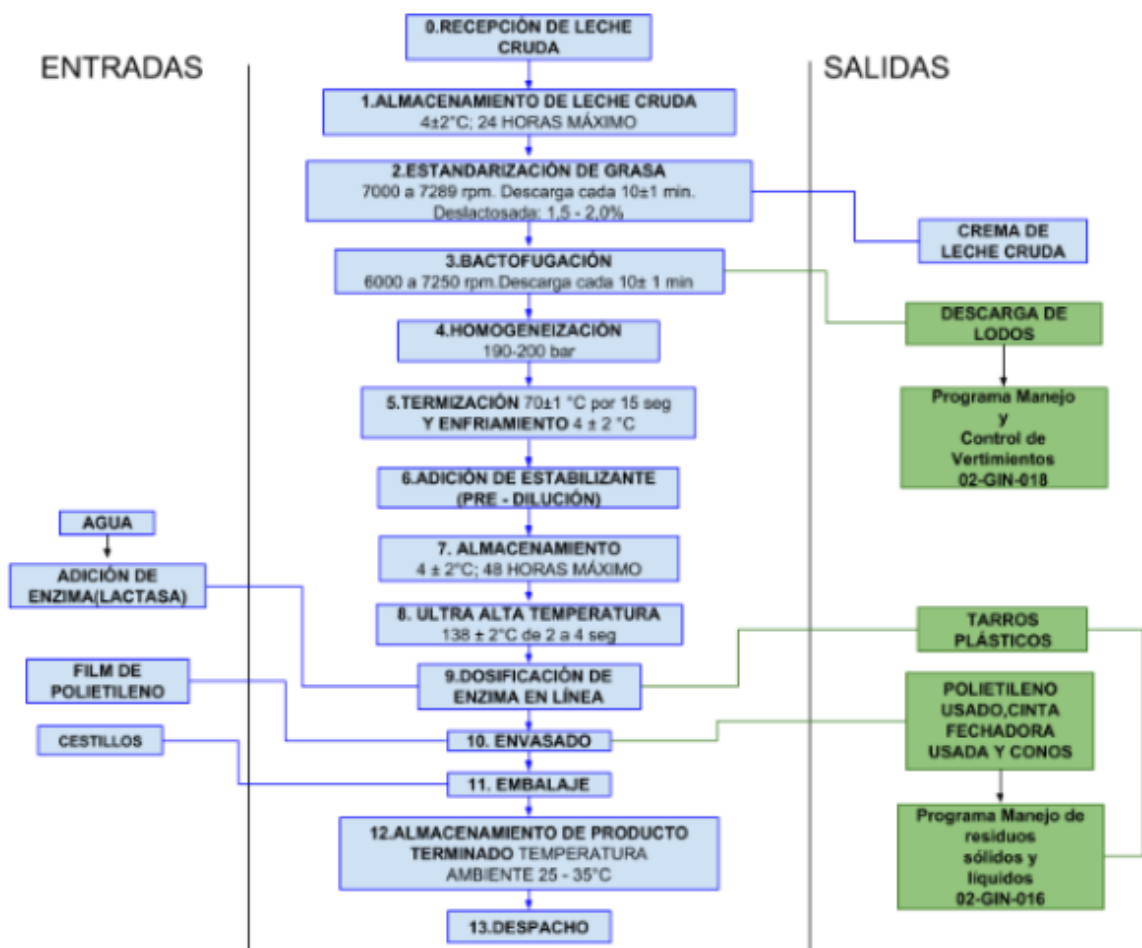 ENTRADAS
SALIDAS
0.RECEPCIÓN DE LECHE
CRUDA
1.ALMACENAMIENTO DE LECHE CRUDA
4±2°C; 24 HORAS MÁXIMO
2.ESTANDARIZACIÓN DE GRASA
7000 a 7289 rpm. Descarga cada 10±1 min.
Deslactosada: 1,5 - 2,0%
CREMA DE
LECHE CRUDA
3.BACTOFUGACIÓN
6000 a 7250 rpm.Descarga cada 10± 1 min
DESCARGA DE
LODOS
4.HOMOGENEIZACIÓN
190-200 bar
Programa Manejo
y
Control de
Vertimientos
02-GIN-018
5.TERMIZACIÓN 70±1 °C por 15 seg
Y ENFRIAMIENTO 4 ± 2 °C
6.ADICIÓN DE ESTABILIZANTE
(PRE - DILUCIÓN)
AGUA
7. ALMACENAMIENTO
4 ± 2°C; 48 HORAS MÁXIMO
ADICIÓN DE
ENZIMA(LACTASA)
8. ULTRA ALTA TEMPERATURA
138 ± 2°C de 2 a 4 seg
TARROS
PLÁSTICOS
FILM DE
POLIETILENO
9.DOSIFICACIÓN DE
ENZIMA EN LÍNEA
POLIETILENO
USADO,CINTA
FECHADORA
USADA Y CONOS
CESTILLOS
10. ENVASADO
11. EMBALAJE
Programa Manejo de
residuos
sólidos y
líquidos
02-GIN-016
12.ALMACENAMIENTO DE PRODUCTO
TERMINADO TEMPERATURA
AMBIENTE 25 - 35°C
13.DESPACHO